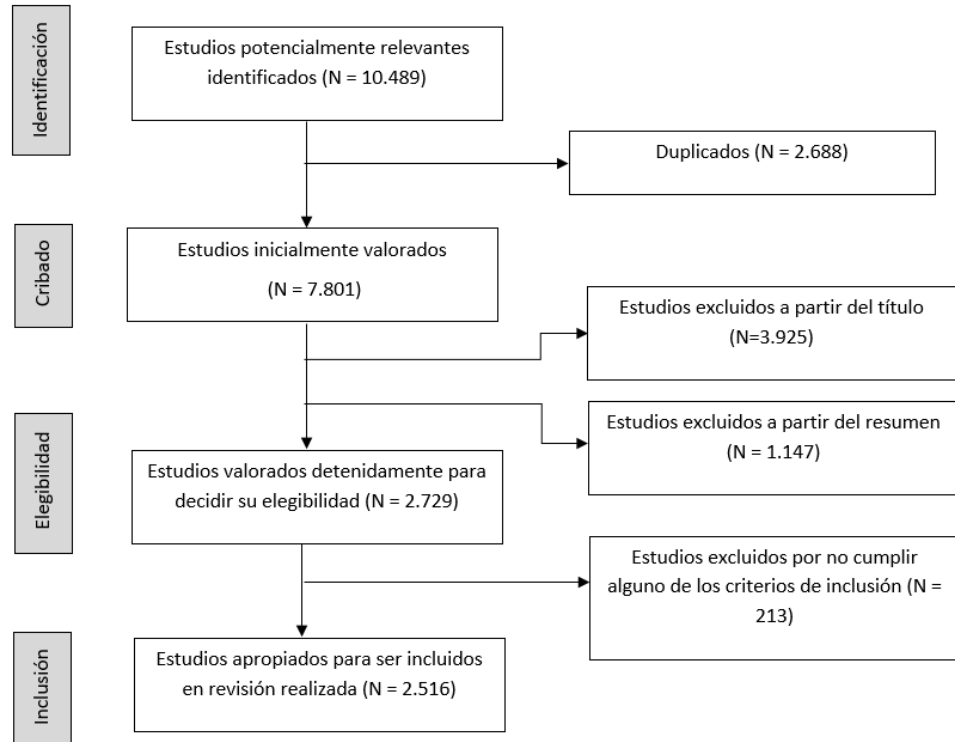 Identificación
Estudios potencialmente relevantes
identificados (N = 10.489)
Duplicados (N = 2.688)
Cribado
Estudios inicialmente valorados
(N = 7.801)
Estudios excluidos a partir del título
(N=3.925)
Estudios excluidos a partir del resumen
(N = 1.147)
Elegibilidad
Estudios valorados detenidamente para
decidir su elegibilidad (N = 2.729)
Estudios excluidos por no cumplir
alguno de los criterios de inclusión (N =
213)
Inclusión
Estudios apropiados para ser incluidos
en revisión realizada (N = 2.516)